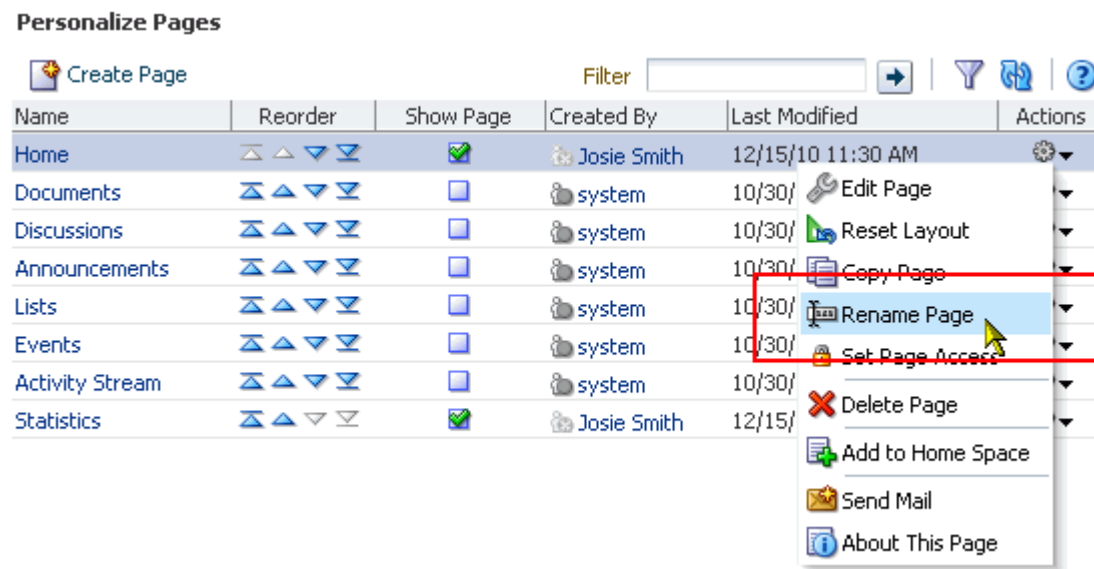 Personalize Pages
Create Page Filter
Name Reorder Show Page Created By Last Modified Actions
Home Josie Smith 12/15/10 11:30 AM
Documents system 10/30/ Edit Page
Discussions system 10/30/ Reset Layout
Announcements system 10/30/ Copy Page
Lists system 10/30/ Rename Page
Events system 10/30/ Set Page Access
Activity Stream system 10/30/ Delete Page
Statistics Josie Smith 12/15/
Add to Home Space
Send Mail
About This Page